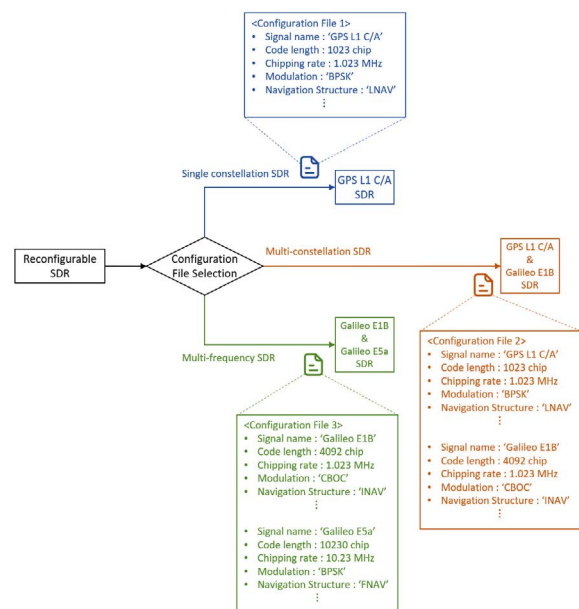 <Configuration File 1>
• Signal name : ‘GPS L1 C/A’
• Code length : 1023 chip
• Chipping rate : 1.023 MHz
• Modulation : ‘BPSK’
• Navigation Structure : ‘LNAV’
⋮
Single constellation SDR
GPS L1 C/A
SDR
Reconfigurable
SDR
Configuration
File Selection
Multi-constellation SDR
GPS L1 C/A
&
Galileo E1B
SDR
Multi-frequency SDR
Galileo E1B
&
Galileo E5a
SDR
<Configuration File 2>
• Signal name : ‘GPS L1 C/A’
• Code length : 1023 chip
• Chipping rate : 1.023 MHz
• Modulation : ‘BPSK’
• Navigation Structure : ‘LNAV’
⋮
• Signal name : ‘Galileo E1B’
• Code length : 4092 chip
• Chipping rate : 1.023 MHz
• Modulation : ‘CBOC’
• Navigation Structure : ‘INAV’
⋮
<Configuration File 3>
• Signal name : ‘Galileo E1B’
• Code length : 4092 chip
• Chipping rate : 1.023 MHz
• Modulation : ‘CBOC’
• Navigation Structure : ‘INAV’
⋮
• Signal name : ‘Galileo E5a’
• Code length : 10230 chip
• Chipping rate : 10.23 MHz
• Modulation : ‘BPSK’
• Navigation Structure : ‘FNAV’
⋮